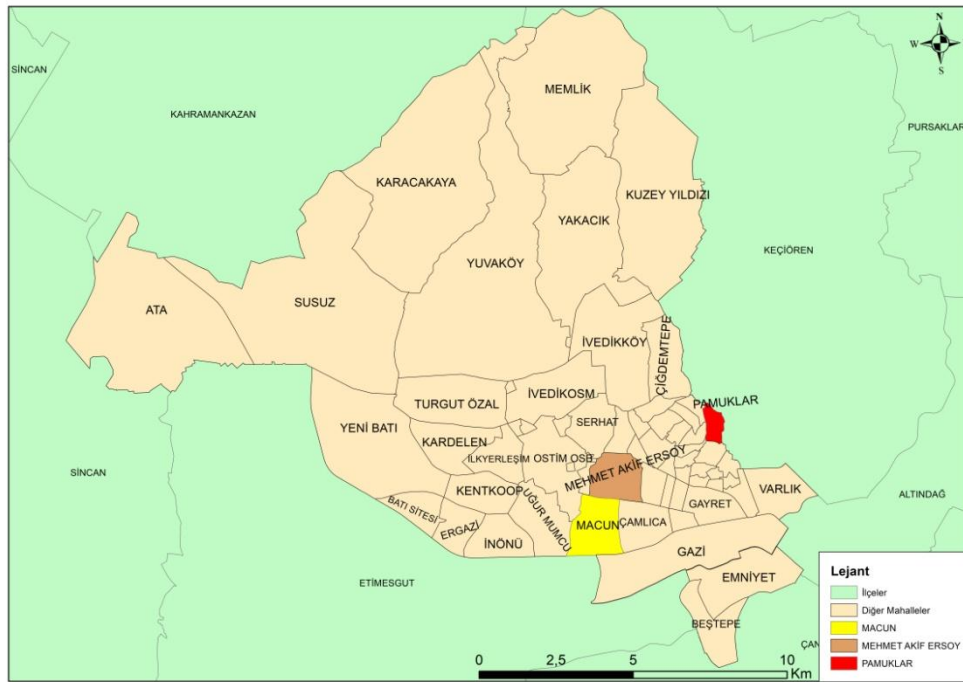 N
W
S
SİNCAN
MEMLİK
KAHRAMANKAZAN
PURSAKLAR
KARACAKAYA
KUZEY YILDIZI
YAKACIK
KEÇİÖREN
YUVAKÖY
SUSUZ
ATA
İVEDİKKÖY
ÇİĞDEMTEPE
İVEDİKOSM
PAMUKLAR
TURGUT ÖZAL
SERHAT
YENİ BATI
KARDELEN
İLKYERLEŞİM
OSTİM OSB
MEHMET AKİF ERSOY
SİNCAN
KENTKOOP
VARLIK
ALTINDAĞ
BATI SİTESİ
UĞUR MUMCU
GAYRET
ERGAZİ
MACUN
ÇAMLICA
İNÖNÜ
GAZİ
ETİMESGUT
EMNİYET
BEŞTEPE
ÇAN
Lejant
İlçeler
Diğer Mahalleler
MACUN
MEHMET AKİF ERSOY
PAMUKLAR
0 2,5 5 10
Km